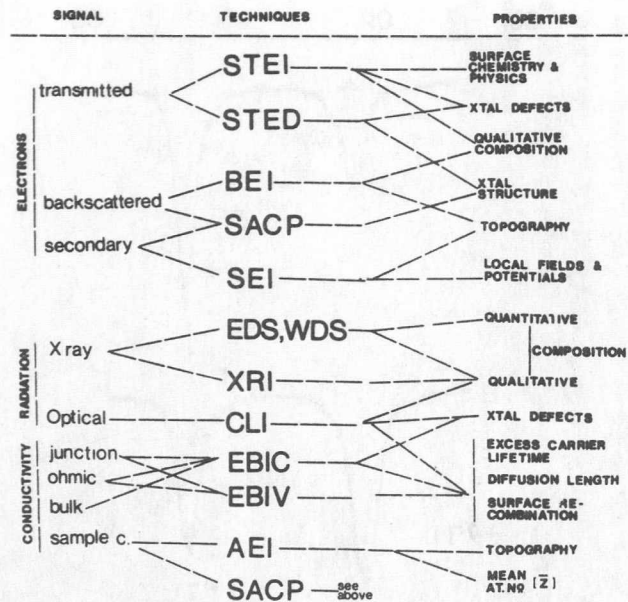 SIGNAL TECHNIQUES PROPERTIES
ELECTRONS
transmitted
backscattered
secondary
STEI
STED
BEI
SACP
SEI
SURFACE
CHEMISTRY &
PHYSICS
XTAL DEFECTS
QUALITATIVE
COMPOSITION
XTAL
STRUCTURE
TOPOGRAPHY
LOCAL FIELDS &
POTENTIALS
RADIATION
X ray
Optical
EDS,WDS
XRI
CLI
QUANTITATIVE
COMPOSITION
QUALITATIVE
XTAL DEFECTS
CONDUCTIVITY
junction
ohmic
bulk
sample c.
EBIC
EBIV
AEI
SACP
see
above
EXCESS CARRIER
LIFETIME
DIFFUSION LENGTH
SURFACE RE-
COMBINATION
TOPOGRAPHY
MEAN
AT.NO [Z̅]